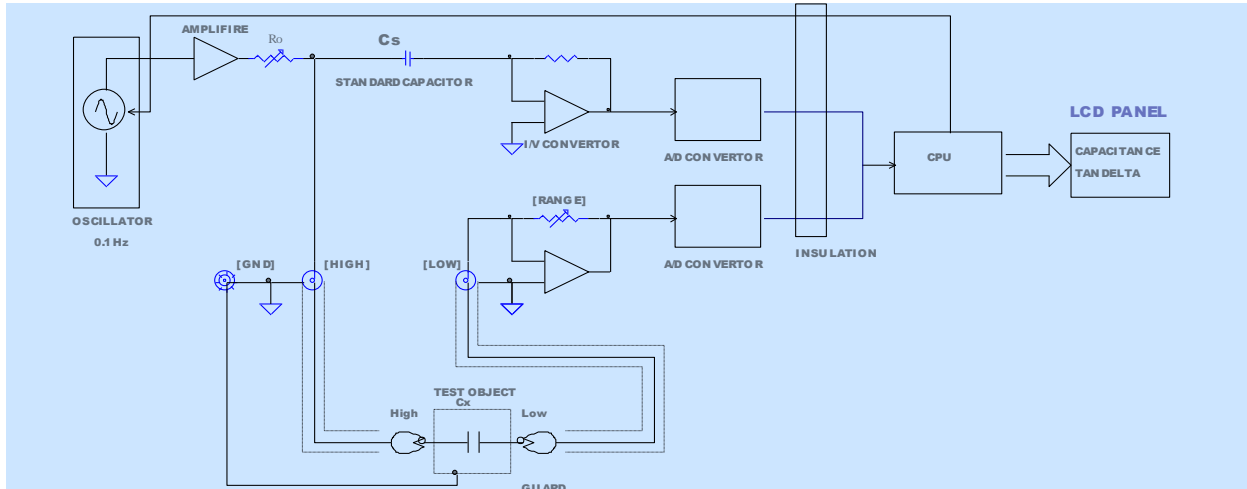 AMPLIFIRE
Ro
Cs
STANDARD CAPACITOR
I/V CONVERTOR
A/D CONVERTOR
CPU
LCD PANEL
CAPACITANCE
TAN DELTA
OSCILLATOR
0.1 Hz
[RANGE]
A/D CONVERTOR
INSULATION
[GND]
[HIGH]
[LOW]
TEST OBJECT
Cx
High
Low
GUARD